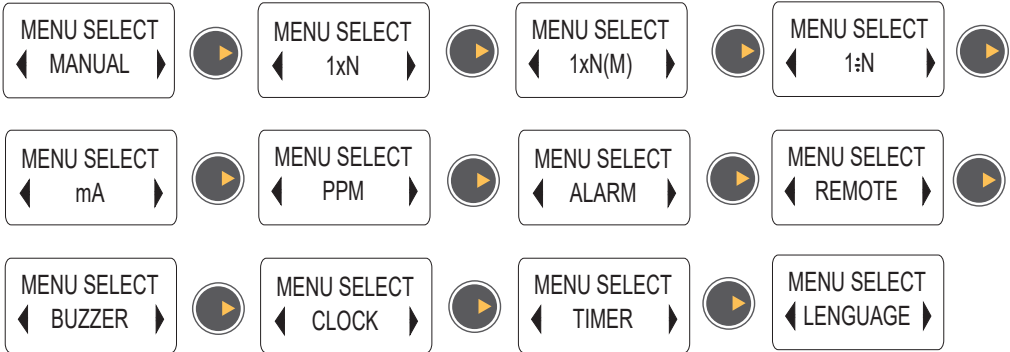 MENU SELECT
MANUAL
MENU SELECT
1xN
MENU SELECT
1xN(M)
MENU SELECT
1:N
MENU SELECT
mA
MENU SELECT
PPM
MENU SELECT
ALARM
MENU SELECT
REMOTE
MENU SELECT
BUZZER
MENU SELECT
CLOCK
MENU SELECT
TIMER
MENU SELECT
LENGUAGE